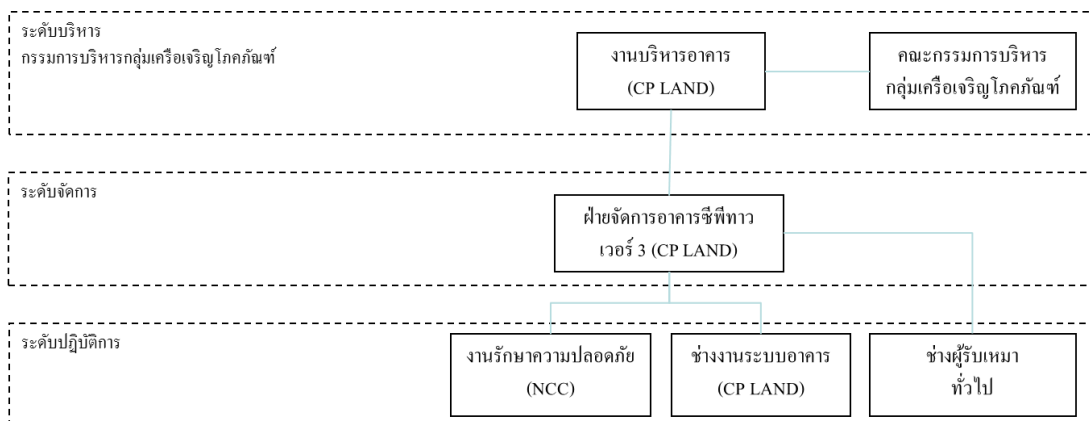 ระดับบริหาร
กรรมการบริหารกลุ่มเครือเจริญโภคภัณฑ์
งานบริหารอาคาร
(CP LAND)
คณะกรรมการบริหาร
กลุ่มเครือเจริญโภคภัณฑ์
ระดับจัดการ
ฝ่ายจัดการอาคารซีพีทาว
เวอร์ 3 (CP LAND)
ระดับปฏิบัติการ
งานรักษาความปลอดภัย
(NCC)
ช่างงานระบบอาคาร
(CP LAND)
ช่างผู้รับเหมา
ทั่วไป